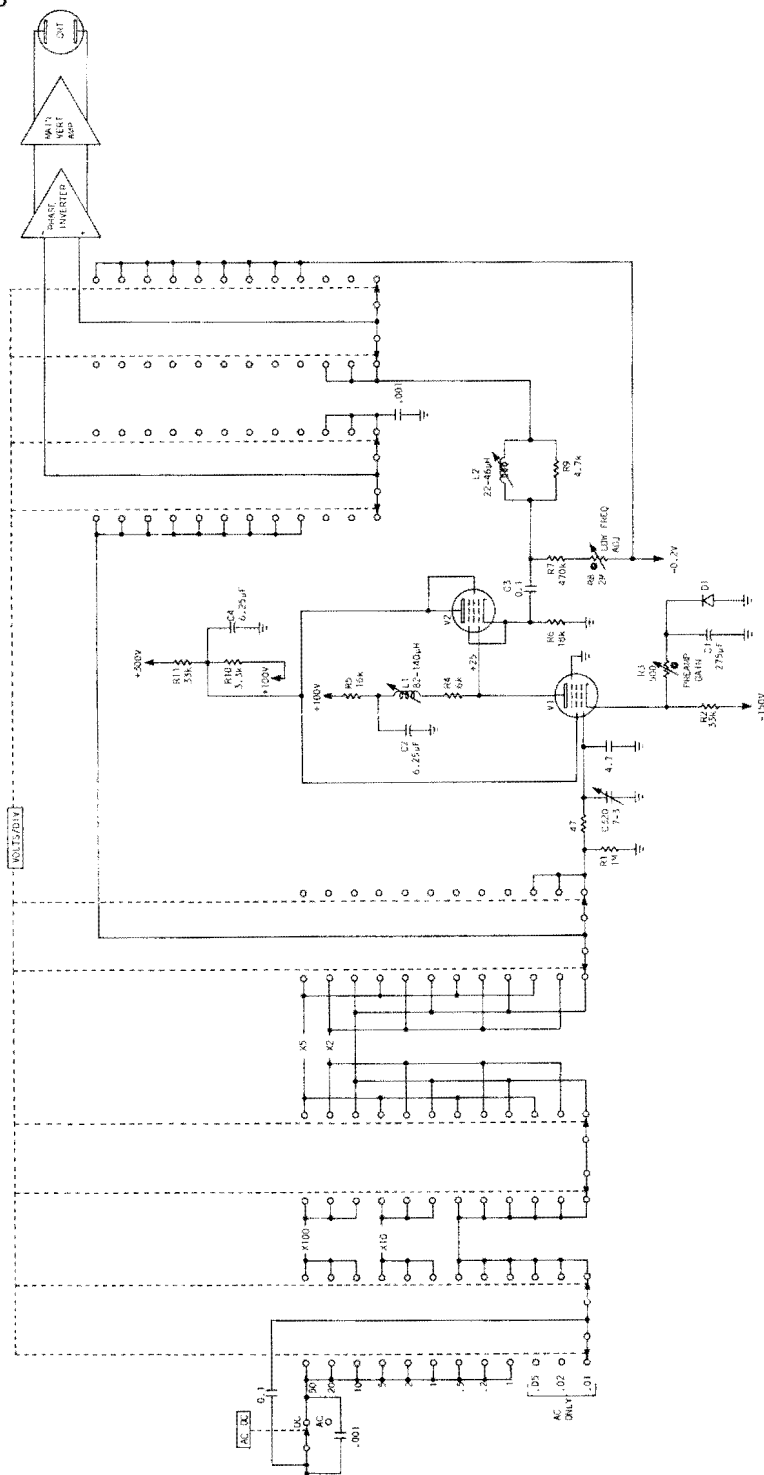 CRT
MAIN
VERT
AMP
PHASE
INVERTER
-
+
VOLTS/DIV
.001
L2
22-46µH
R9
4.7k
+300V
R11
33k
C4
6.25µF
R10
3.3k
+100V
V2
C3
0.1
R7
470k
R8
2M
LOW FREQ
ADJ
-0.2V
R6
18k
+100V
R5
16k
L1
82-140µH
C2
6.25µF
R4
6k
+25
V1
R3
500
PREAMP
GAIN
C1
275µF
D1
R2
33k
-150V
4.7
C520
7-3
47
R1
1M
X5
X2
X100
X10
0.1
AC DC
DC
AC
.001
50
20
10
5
2
1
.5
.2
.1
.05
.02
.01
AC
ONLY